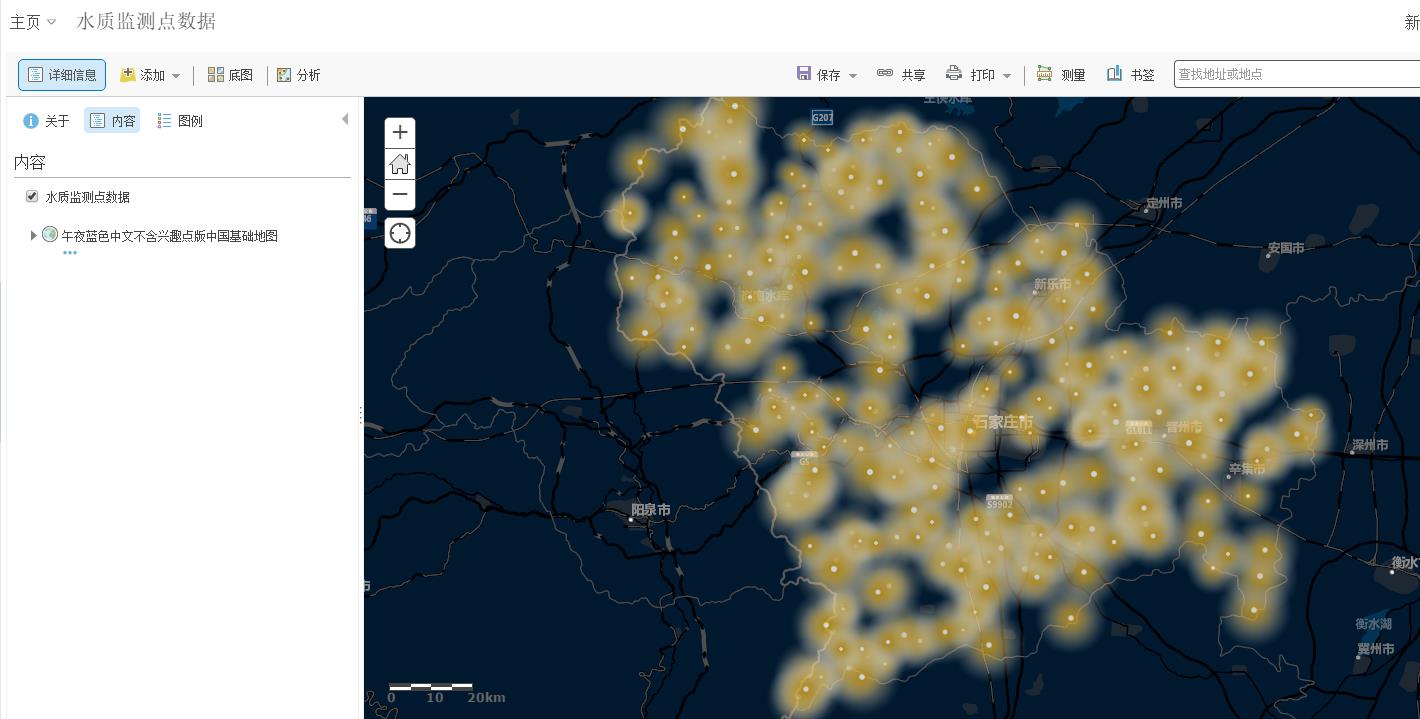 主页 水质监测点数据 新
详细信息 添加 底图 分析 保存 共享 打印 测量 书签 查找地址或地点
关于 内容 图例
内容
水质监测点数据
午夜蓝色中文不含兴趣点版中国基础地图
G207
46
定州市
安国市
新乐市
石家庄市
G1811
晋州市
深州市
G5
辛集市
S9902
阳泉市
衡水
市
衡水湖
冀州市
0 10 20km